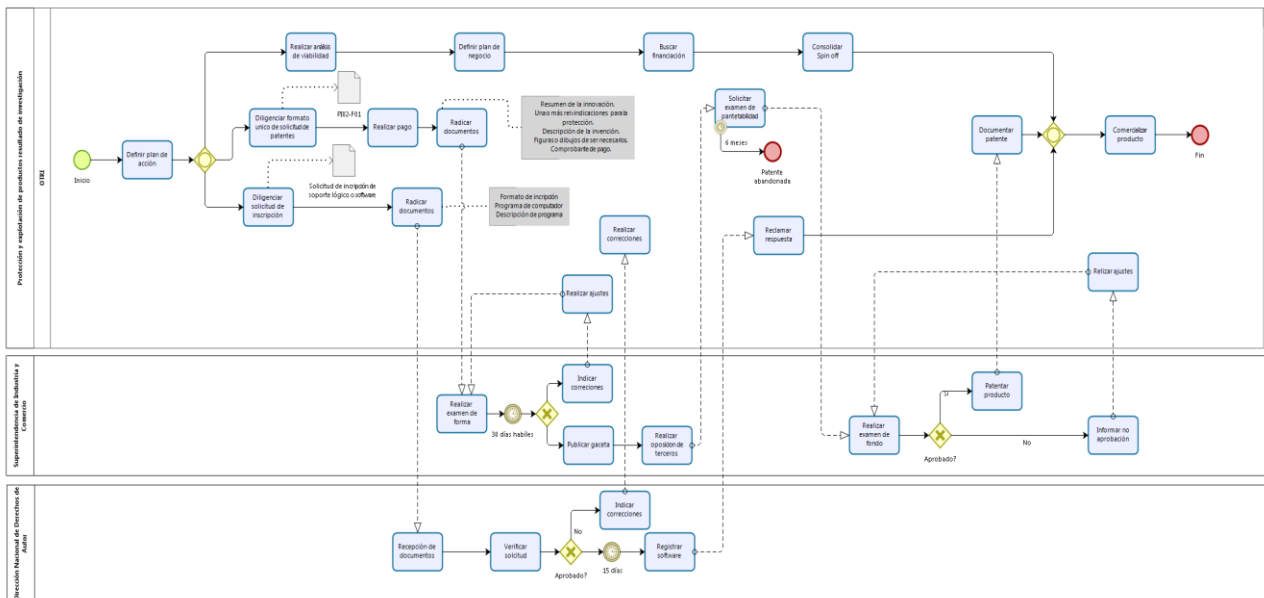 Protección y explotación de productos resultado de investigación
OTRI
Inicio
Definir plan de
acción
Realizar análisis
de viabilidad
Definir plan de
negocio
Buscar
financiación
Consolidar
Spin off
Diligenciar formato
unico de solicitud de
patentes
PI02-F01
Realizar pago
Radicar
documentos
Resumen de la innovación.
Una o más reivindicaciones para la
protección.
Descripción de la invención.
Figuras o dibujos de ser necesarios.
Comprobante de pago.
Solicitar
examen de
pantetabilidad
6 meses
Patente
abandonada
Documentar
patente
Comercializar
producto
Fin
Diligenciar
solicitud de
inscripción
Solicitud de incripción de
soporte lógico o software
Radicar
documentos
Formato de incripción
Programa de computador
Descripción de programa
Realizar
correcciones
Reclamar
respuesta
Realizar ajustes
Relizar ajustes
Superintendencia de Industria y
Comercio
Realizar
examen de
forma
30 días habiles
Indicar
correciones
Publicar gaceta
Realizar
oposicion de
terceros
Realizar
examen de
fondo
Aprobado?
Si
Patentar
producto
No
Informar no
aprobación
Dirección Nacional de Derechos de
Autor
Recepción de
documentos
Verificar
solcitud
Aprobado?
No
Indicar
correcciones
15 días
Registrar
software